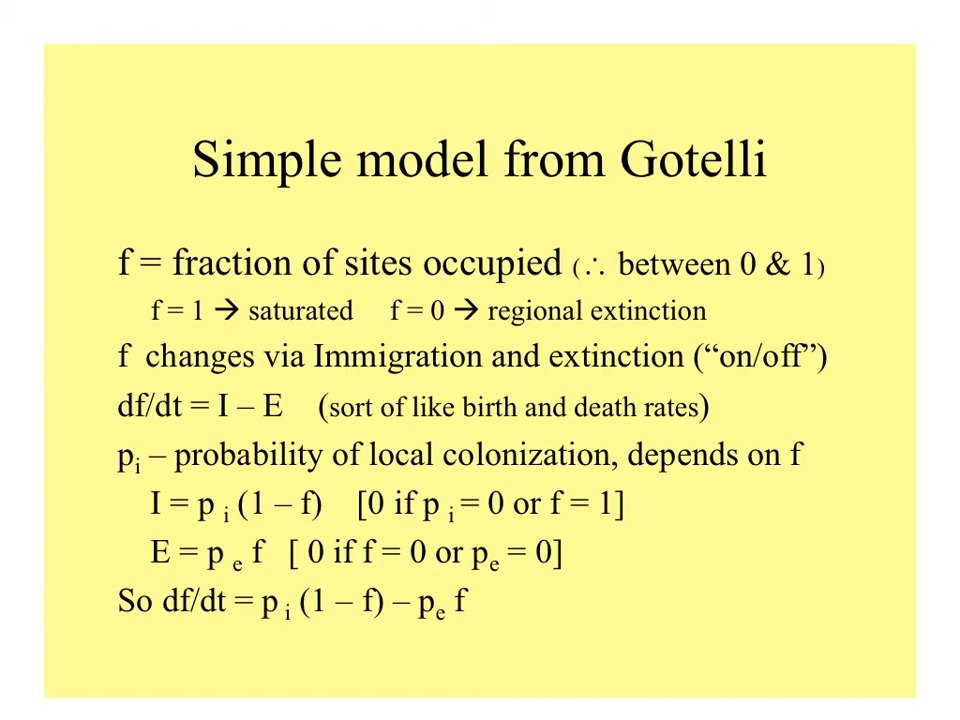 Simple model from Gotelli
f = fraction of sites occupied (∴ between 0 & 1)
f = 1 → saturated f = 0 → regional extinction
f changes via Immigration and extinction (“on/off”)
df/dt = I – E (sort of like birth and death rates)
pᵢ – probability of local colonization, depends on f
I = p ᵢ (1 – f) [0 if p ᵢ = 0 or f = 1]
E = p ₑ f [ 0 if f = 0 or pₑ = 0]
So df/dt = p ᵢ (1 – f) – pₑ f